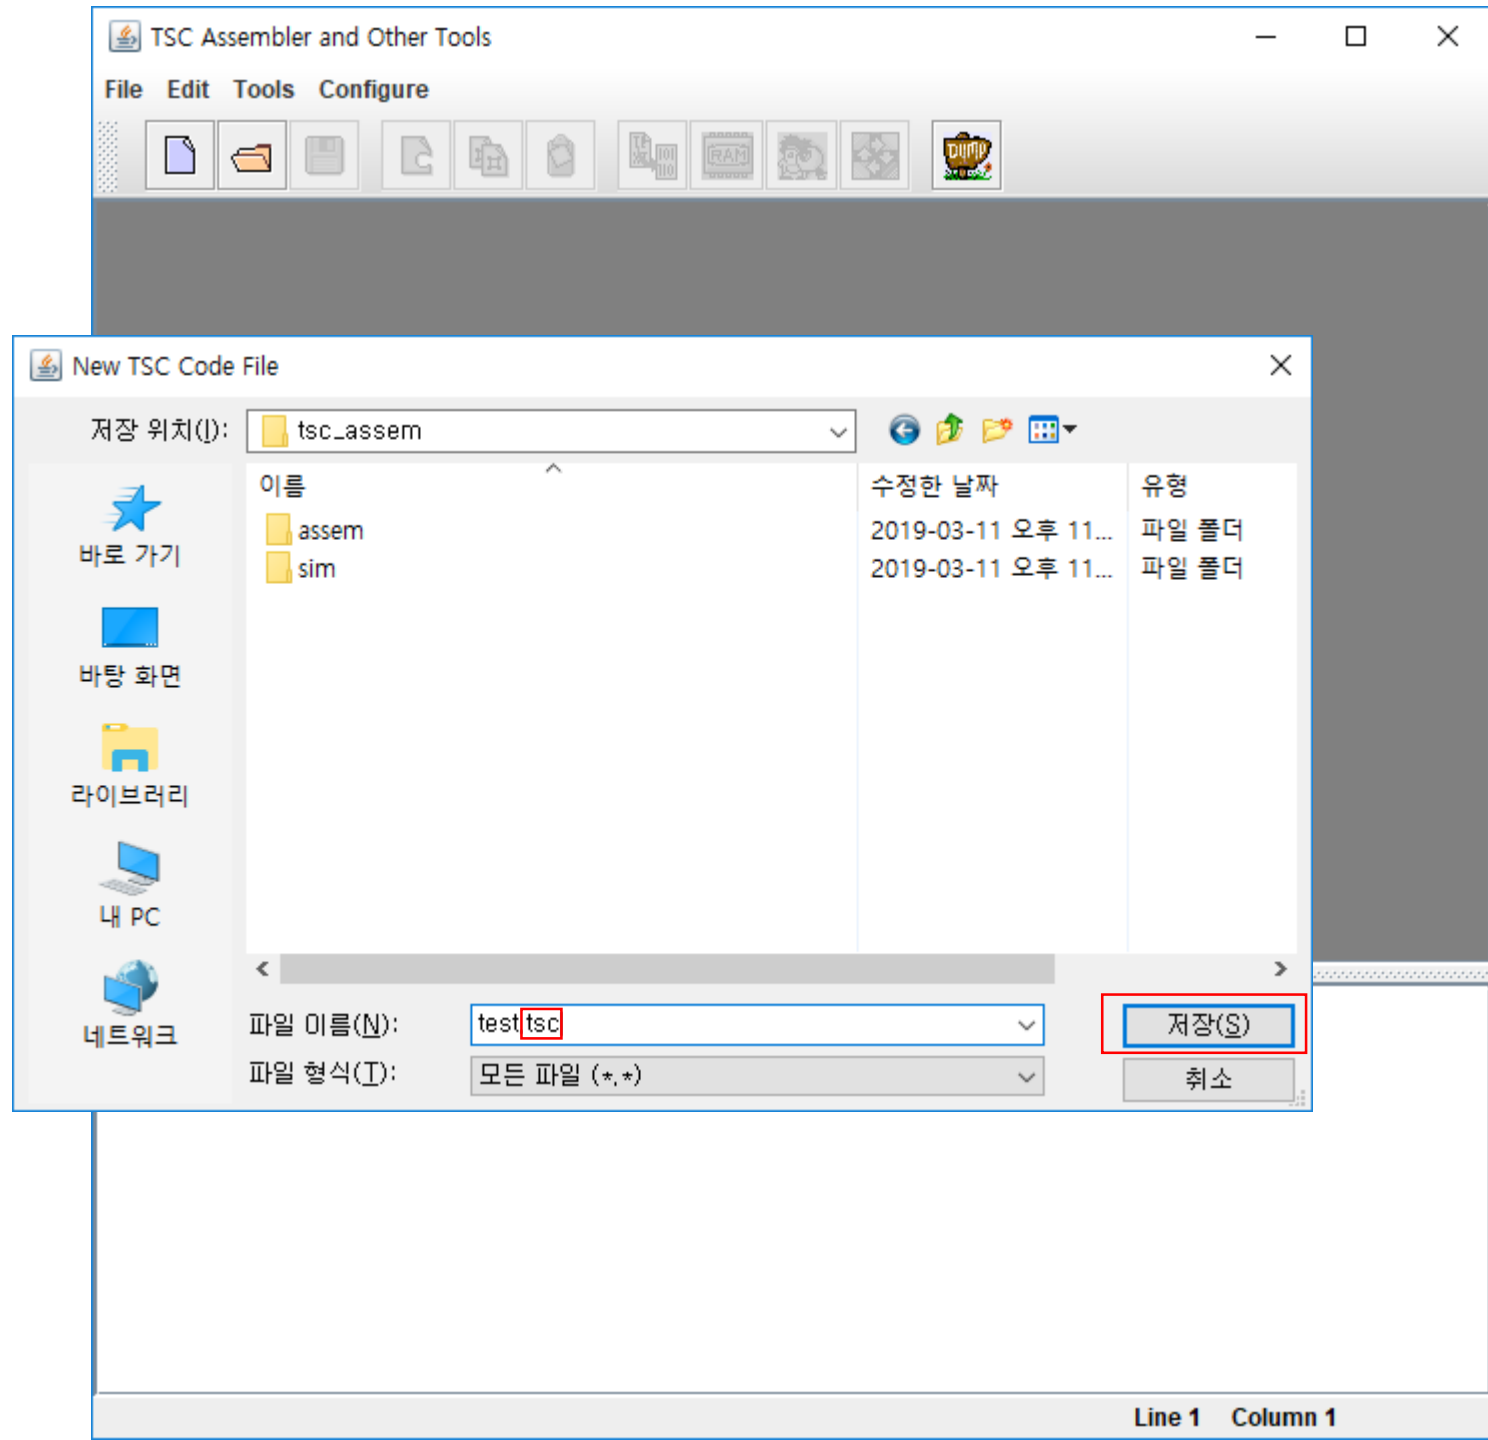 TSC Assembler and Other Tools
File Edit Tools Configure
RAM
DUMP
New TSC Code File
저장 위치(I): tsc_assem
이름 수정한 날짜 유형
assem 2019-03-11 오후 11... 파일 폴더
sim 2019-03-11 오후 11... 파일 폴더
바로 가기
바탕 화면
라이브러리
내 PC
네트워크
파일 이름(N): test.tsc 저장(S)
파일 형식(T): 모든 파일 (*.*) 취소
Line 1 Column 1